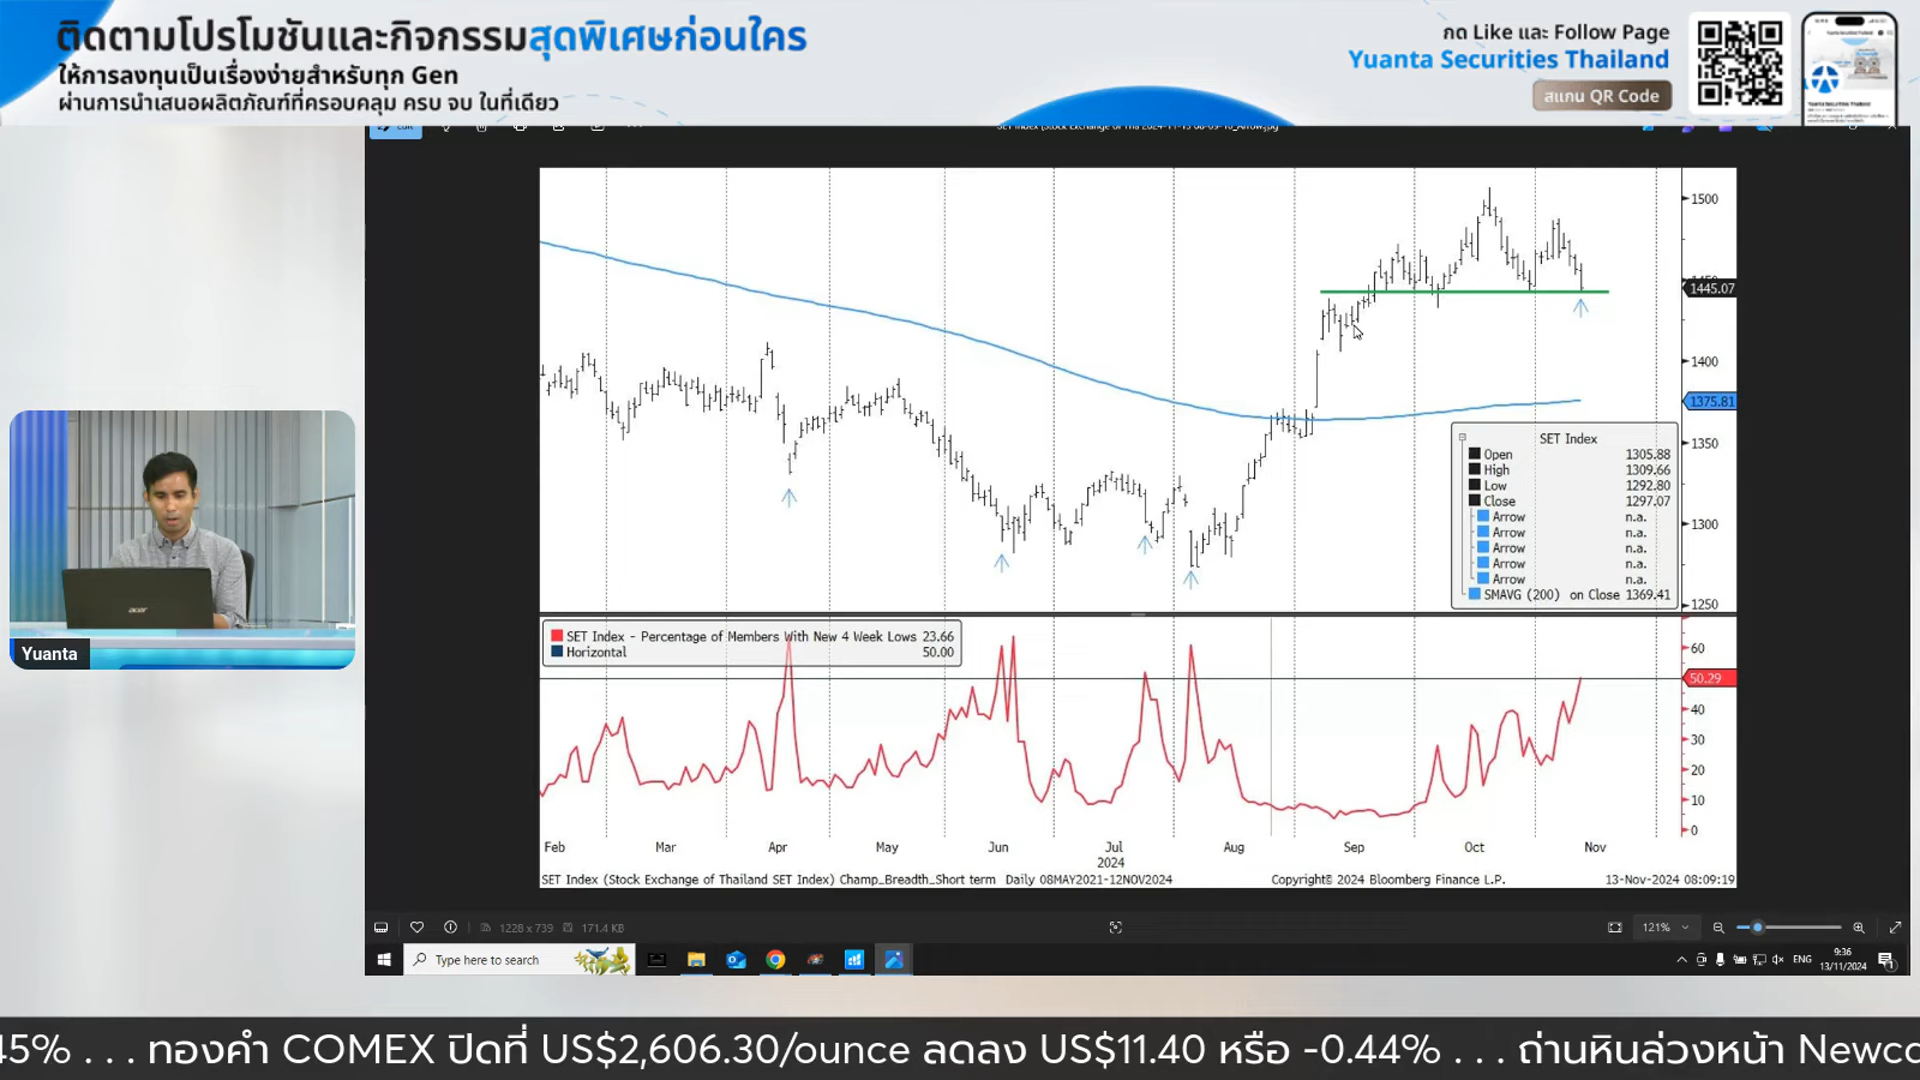 ติดตามโปรโมชันและกิจกรรมสุดพิเศษก่อนใคร
ให้การลงทุนเป็นเรื่องง่ายสำหรับทุก Gen
ผ่านการนำเสนอผลิตภัณฑ์ที่ครอบคลุม ครบ จบ ในที่เดียว
กด Like และ Follow Page
Yuanta Securities Thailand
สแกน QR Code
1500
1450
1445.07
1400
1375.81
1350
1300
1250
SET Index
Open 1305.88
High 1309.66
Low 1292.80
Close 1297.07
Arrow n.a.
Arrow n.a.
Arrow n.a.
Arrow n.a.
Arrow n.a.
SMAVG (200) on Close 1369.41
SET Index - Percentage of Members With New 4 Week Lows 23.66
Horizontal 50.00
60
50.29
40
30
20
10
0
Feb Mar Apr May Jun Jul Aug Sep Oct Nov
2024
SET Index (Stock Exchange of Thailand SET Index) Champ_Breadth_Short term Daily 08MAY2021-12NOV2024 Copyright© 2024 Bloomberg Finance L.P. 13-Nov-2024 08:09:19
acer
Yuanta
1228 x 739 171.4 KB 121%
Type here to search
ENG
9:36
13/11/2024
45% . . . ทองคำ COMEX ปิดที่ US$2,606.30/ounce ลดลง US$11.40 หรือ -0.44% . . . ถ่านหินล่วงหน้า Newc